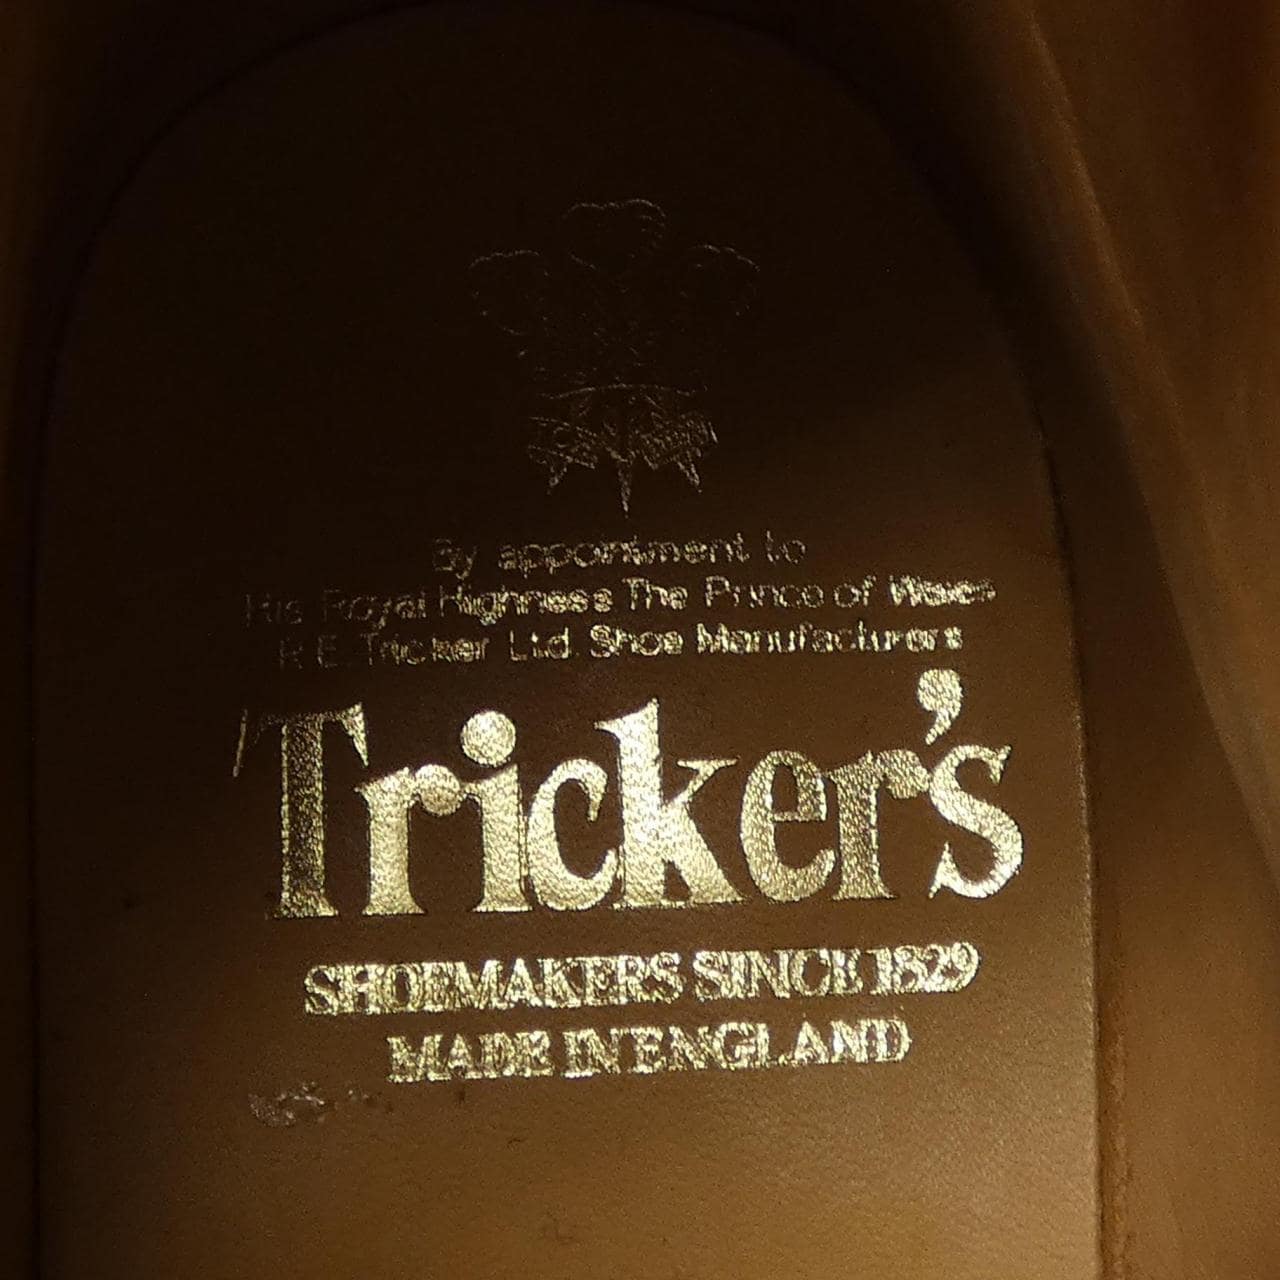 By appointment to
His Royal Highness The Prince of Wales
R.E. Tricker Ltd. Shoe Manufacturers
Tricker's
SHOEMAKERS SINCE 1829
MADE IN ENGLAND